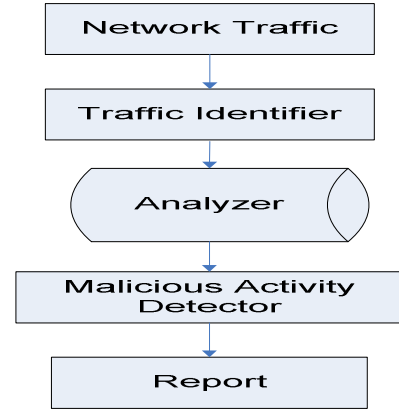 Network Traffic
Traffic Identifier
Analyzer
Malicious Activity
Detector
Report